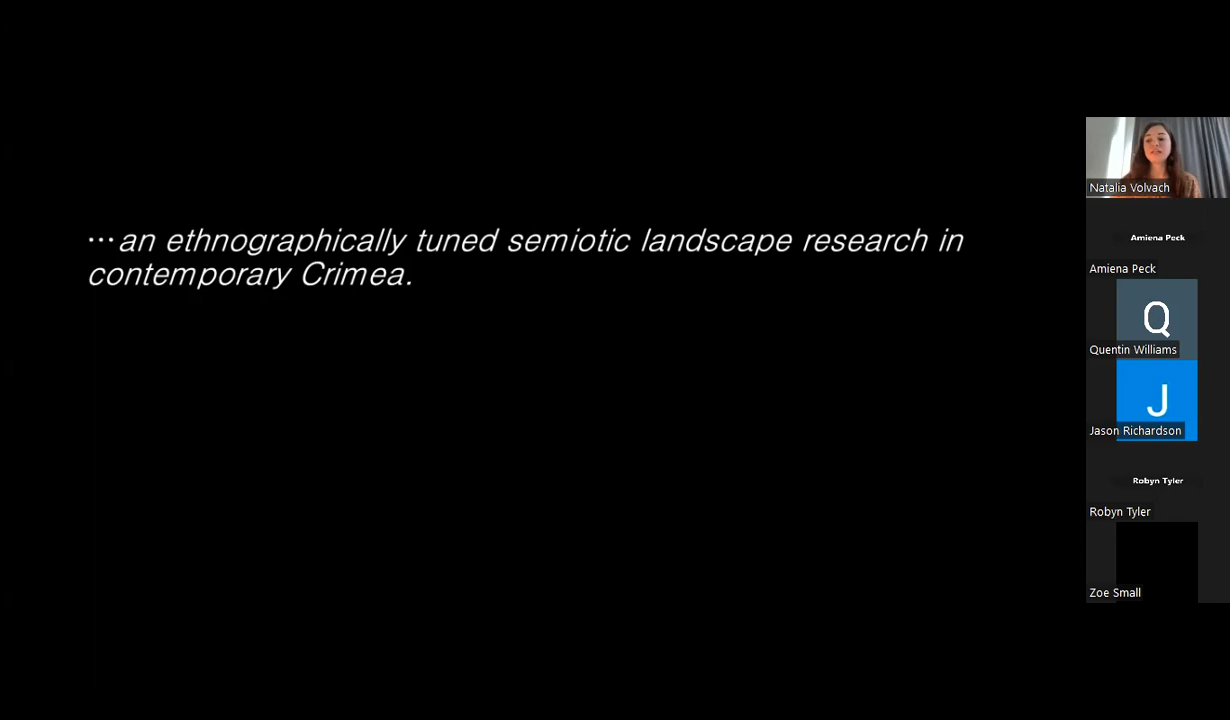 …an ethnographically tuned semiotic landscape research in
contemporary Crimea.
Natalia Volvach
Amiena Peck
Amiena Peck
Q
Quentin Williams
J
Jason Richardson
Robyn Tyler
Robyn Tyler
Zoe Small